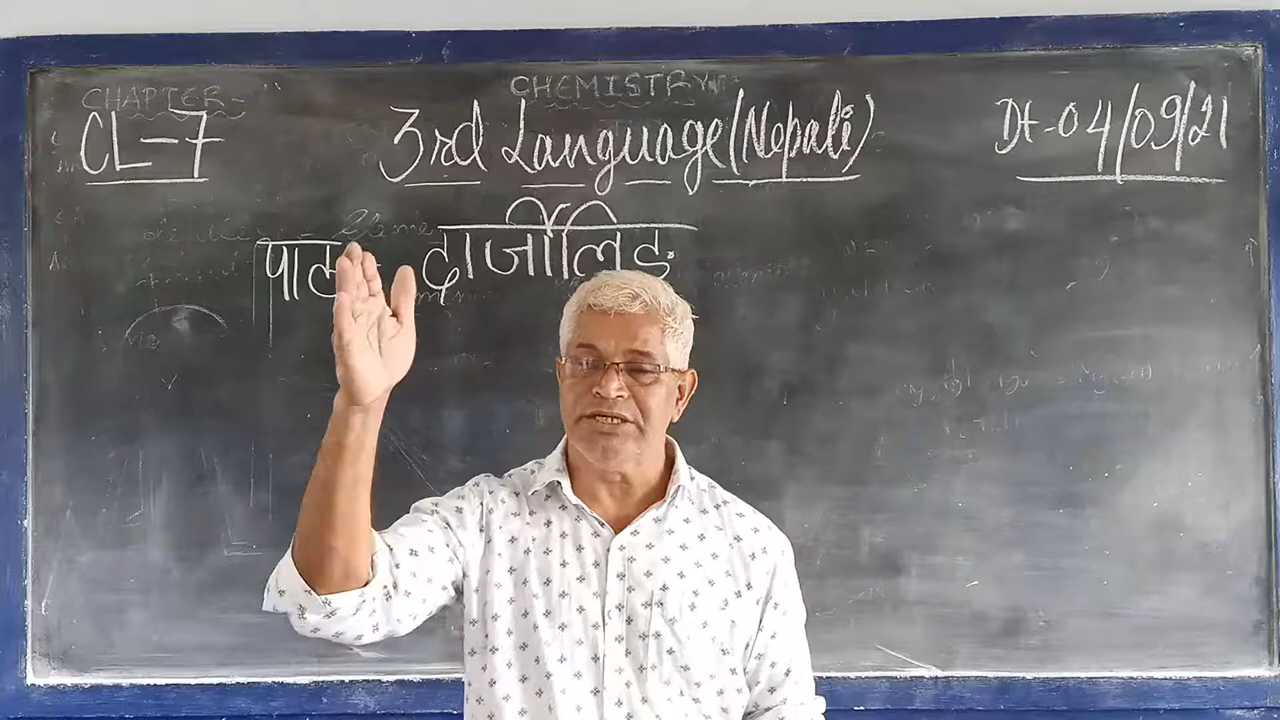 CHAPTER-
CHEMISTRY
CL-7 3rd Language (Nepali) Dt-04/09/21
पाठ दार्जीलिङ